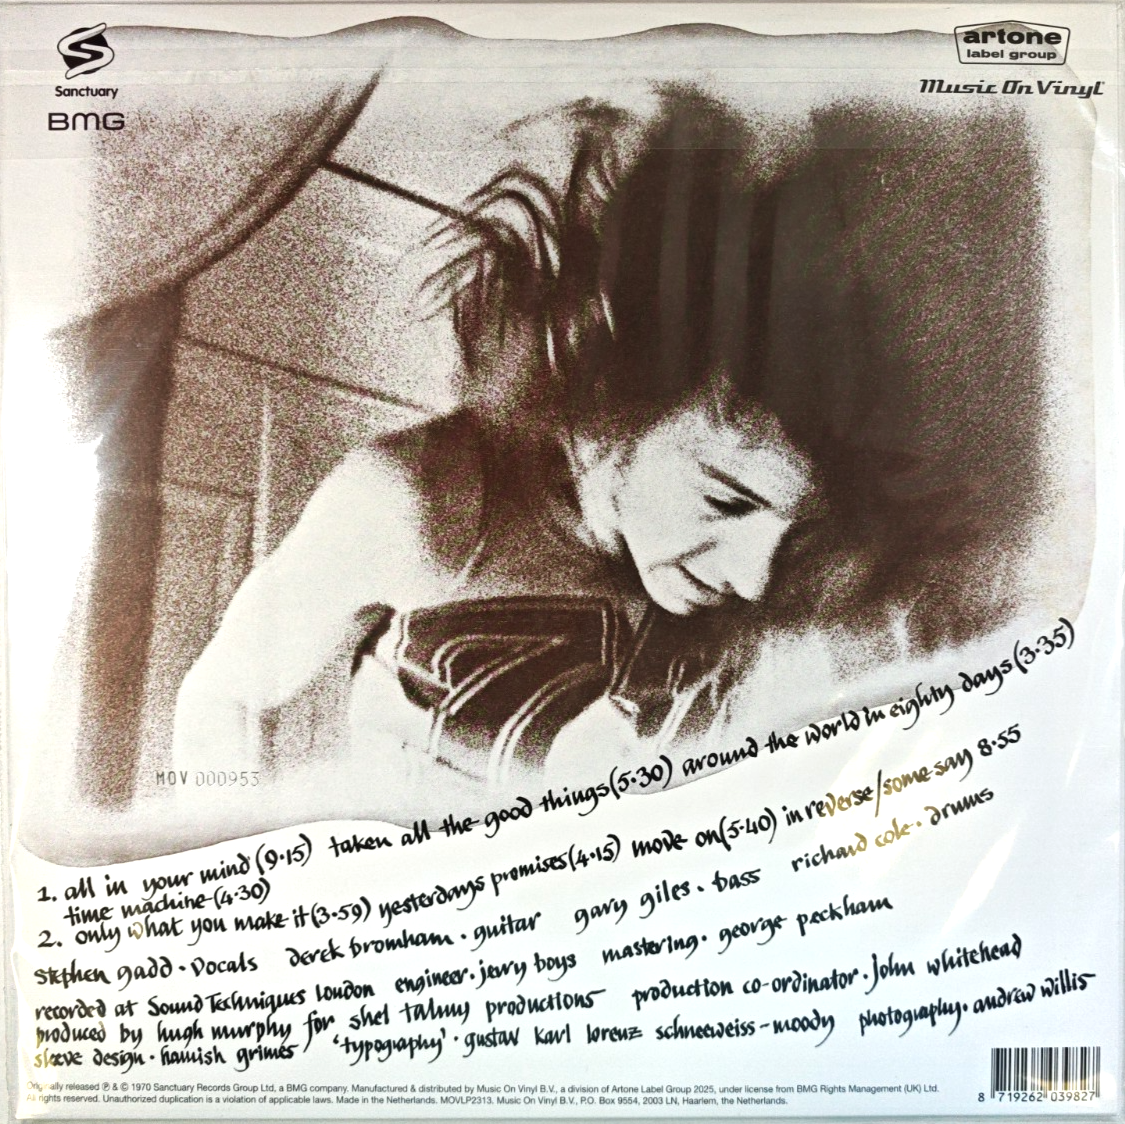 Sanctuary
BMG
artone
label group
Music On Vinyl
MOV 000953
1. all in your mind (9.15) taken all the good things (5.30) around the world in eighty days (3.35)
time machine (4.30)
2. only what you make it (3.59) yesterdays promises (4.15) move on (5.40) in reverse/some say 8.55
stephen gadd. vocals derek bromham. guitar gary giles. bass richard cole. drums
recorded at Sound Techniques london engineer. jerry boys mastering. george peckham
produced by hugh murphy for shel talmy productions production co-ordinator. john whitehead
sleeve design. hamish grimes 'typography'. gustav karl lorenz schneeweiss-moody photography. andrew willis
Originally released ℗ & © 1970 Sanctuary Records Group Ltd, a BMG company. Manufactured & distributed by Music On Vinyl B.V., a division of Artone Label Group 2025, under license from BMG Rights Management (UK) Ltd.
All rights reserved. Unauthorized duplication is a violation of applicable laws. Made in the Netherlands. MOVLP2313. Music On Vinyl B.V., P.O. Box 9554, 2003 LN, Haarlem, the Netherlands.
8 719262 039827